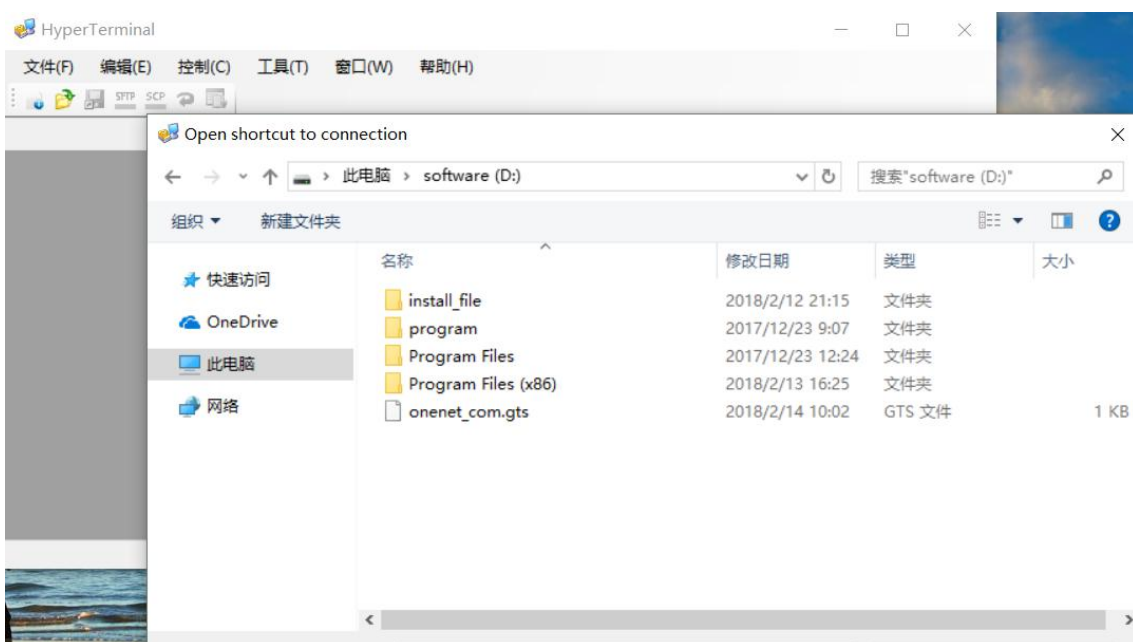 HyperTerminal
文件(F) 编辑(E) 控制(C) 工具(T) 窗口(W) 帮助(H)
SFTP SCP
Open shortcut to connection
此电脑 › software (D:)
搜索"software (D:)"
组织 新建文件夹
名称 修改日期 类型 大小
快速访问
OneDrive
此电脑
网络
install_file 2018/2/12 21:15 文件夹
program 2017/12/23 9:07 文件夹
Program Files 2017/12/23 12:24 文件夹
Program Files (x86) 2018/2/13 16:25 文件夹
onenet_com.gts 2018/2/14 10:02 GTS 文件 1 KB